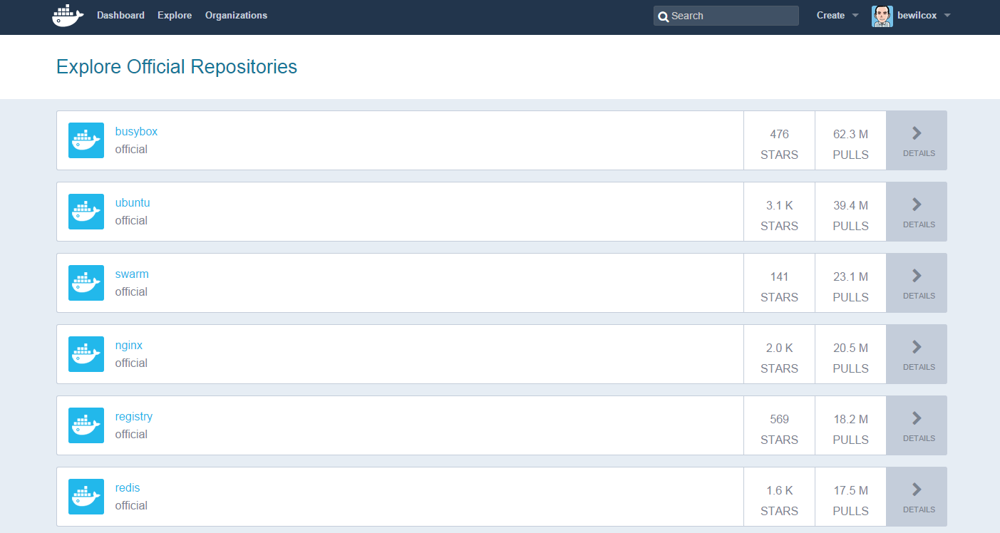 Dashboard Explore Organizations Search Create bewilcox
Explore Official Repositories
busybox
official
476
STARS
62.3 M
PULLS
DETAILS
ubuntu
official
3.1 K
STARS
39.4 M
PULLS
DETAILS
swarm
official
141
STARS
23.1 M
PULLS
DETAILS
nginx
official
2.0 K
STARS
20.5 M
PULLS
DETAILS
registry
official
569
STARS
18.2 M
PULLS
DETAILS
redis
official
1.6 K
STARS
17.5 M
PULLS
DETAILS